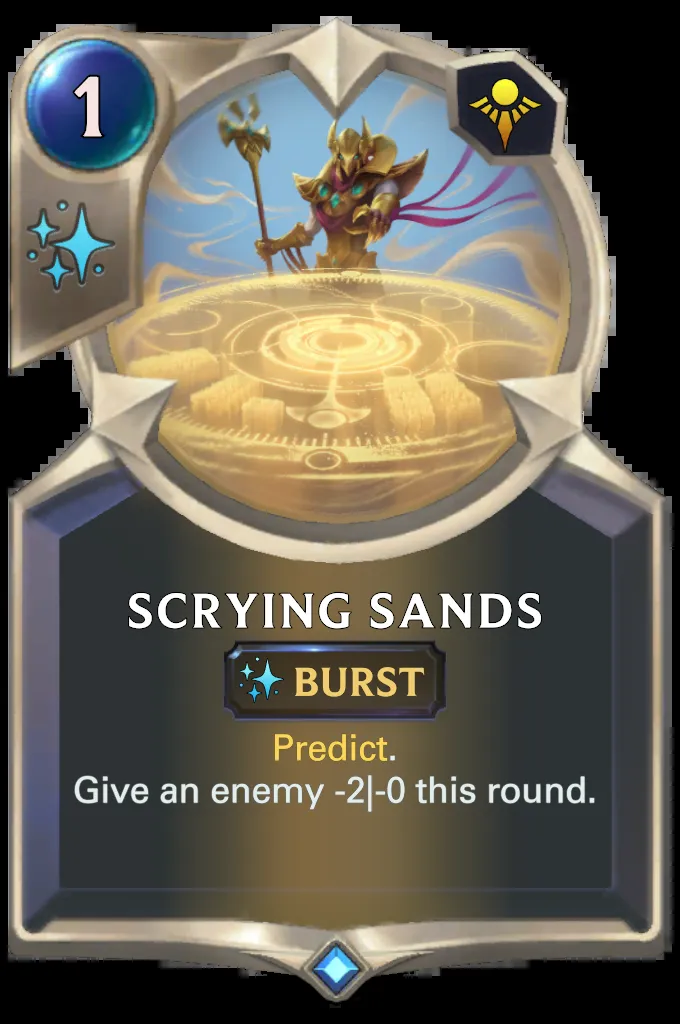 1
SCRYING SANDS
BURST
Predict.
Give an enemy -2|-0 this round.